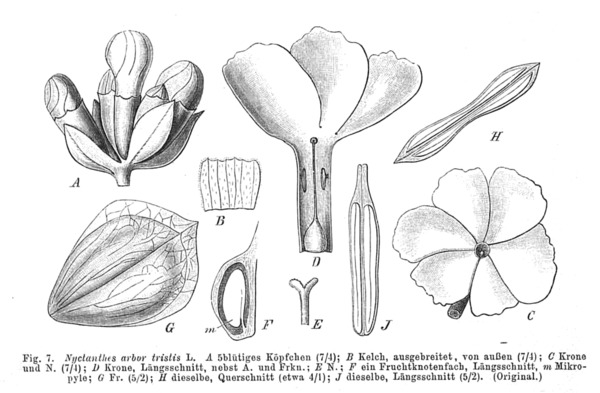 A
B
C
D
E
F
m
G
H
J
Fig. 7. Nyctanthes arbor tristis L. A 5blütiges Köpfchen (7/4); B Kelch, ausgebreitet, von außen (7/4); C Krone
und N. (7/4); D Krone, Längsschnitt, nebst A. und Frkn.; E N.; F ein Fruchtknotenfach, Längsschnitt, m Mikro-
pyle; G Fr. (5/2); H dieselbe, Querschnitt (etwa 4/1); J dieselbe, Längsschnitt (5/2). (Original.)